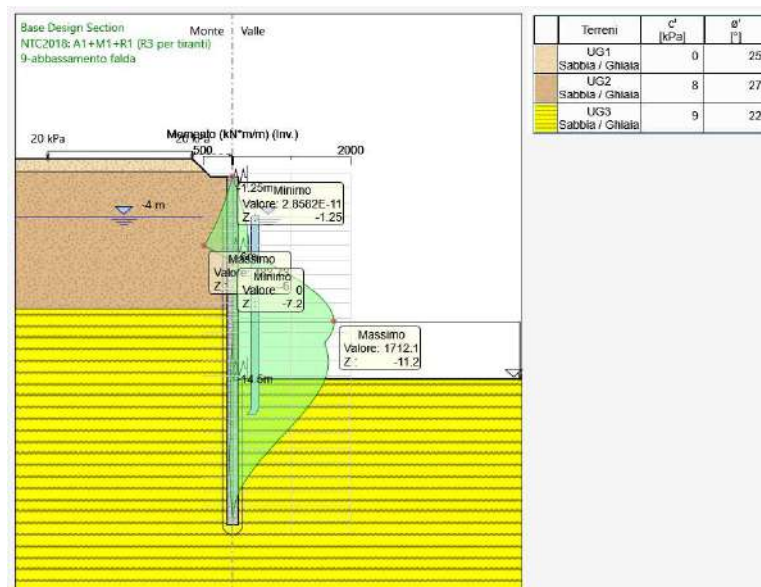 Base Design Section
NTC2018: A1+M1+R1 (R3 per tiranti)
9-abbassamento falda
Monte Valle
Momento (kN*m/m) (Inv.)
20 kPa
20 kPa
500
2000
-1.25m
Minimo
Valore: 2.8582E-11
Z : -1.25
-4 m
Massimo
Valore:
Z :
Minimo
Valore: 0
Z : -7.2
Massimo
Valore: 1712.1
Z : -11.2
-14.5m
Terreni c' [kPa] ø' [°]
UG1
Sabbia / Ghiaia 0 25
UG2
Sabbia / Ghiaia 8 27
UG3
Sabbia / Ghiaia 9 22